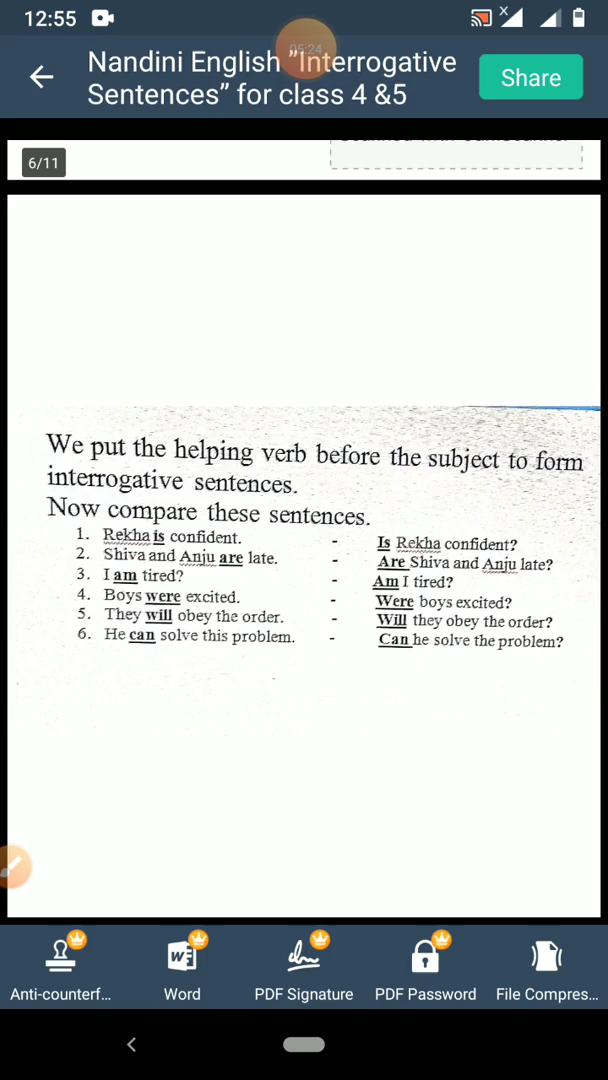 12:55
05:24
Nandini English "Interrogative
Sentences" for class 4 &5
Share
6/11
We put the helping verb before the subject to form
interrogative sentences.
Now compare these sentences.
1. Rekha is confident. - Is Rekha confident?
2. Shiva and Anju are late. - Are Shiva and Anju late?
3. I am tired? - Am I tired?
4. Boys were excited. - Were boys excited?
5. They will obey the order. - Will they obey the order?
6. He can solve this problem. - Can he solve the problem?
Anti-counterf... Word PDF Signature PDF Password File Compres...